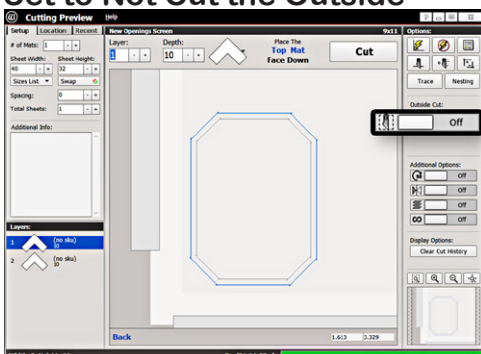 Set to Not Cut the Outside
Cutting Preview Help
Setup Location Recent
# of Mats: 1
Sheet Width: Sheet Height:
40 32
Sizes List Swap
Spacing: 0
Total Sheets: 1
Additional Info:
Layers:
1 (no sku)
10
2 (no sku)
10
New Openings Screen 9x11
Layer: Depth:
1 10
Place The
Top Mat
Face Down
Cut
Back 1.613 3.329
Options:
Trace Nesting
Outside Cut:
Off
Additional Options:
Off
Off
Off
Off
Display Options:
Clear Cut History